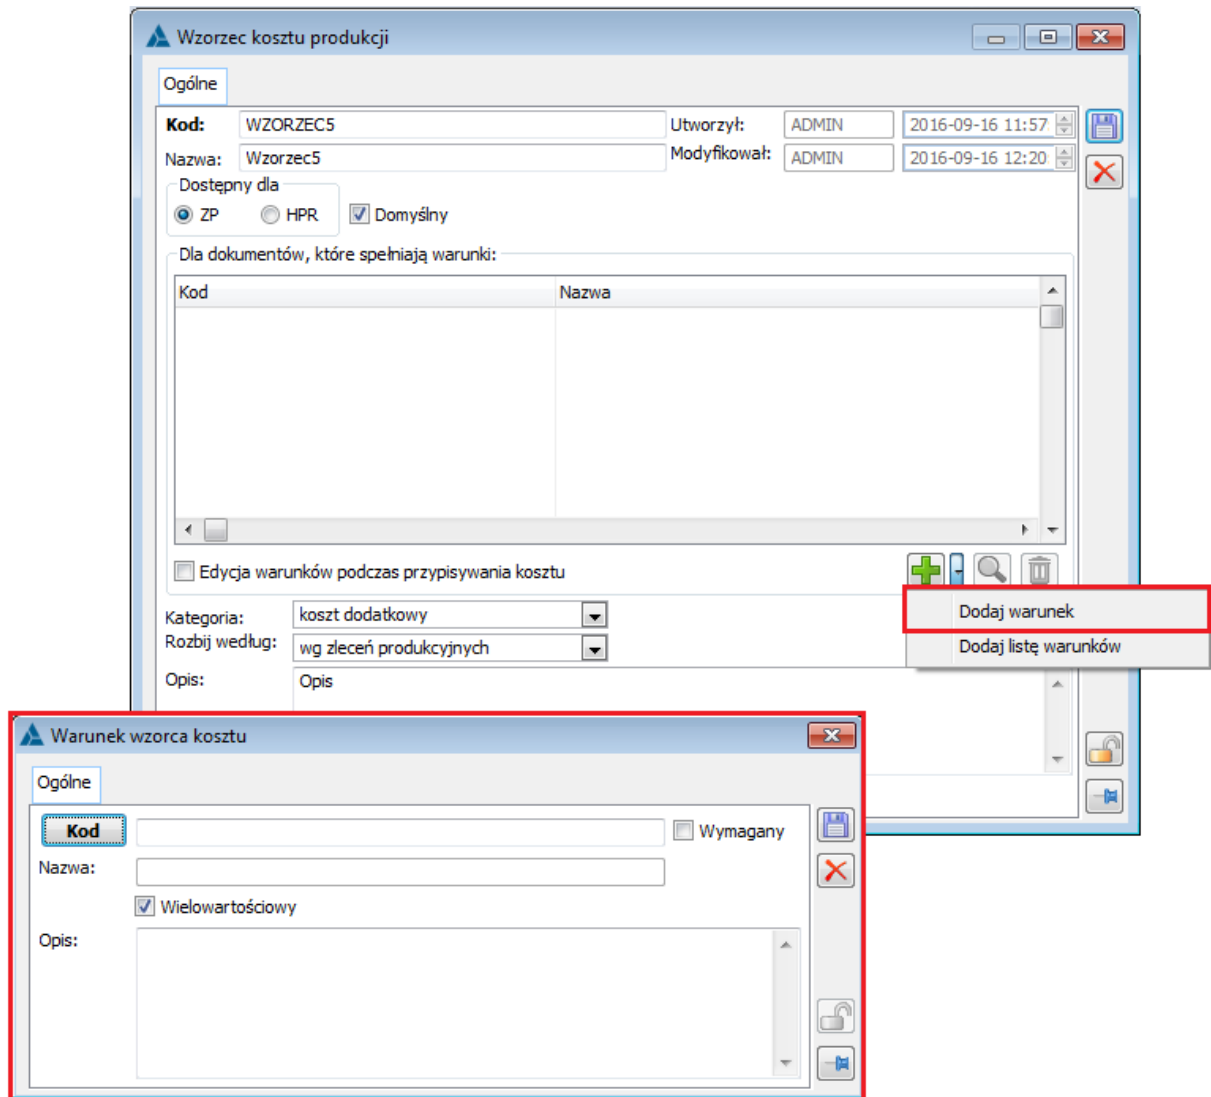 Wzorzec kosztu produkcji
Ogólne
Kod: WZORZEC5 Utworzył: ADMIN 2016-09-16 11:57
Nazwa: Wzorzec5 Modyfikował: ADMIN 2016-09-16 12:20
Dostępny dla
ZP HPR Domyślny
Dla dokumentów, które spełniają warunki:
Kod Nazwa
Edycja warunków podczas przypisywania kosztu
Dodaj warunek
Dodaj listę warunków
Kategoria: koszt dodatkowy
Rozbij według: wg zleceń produkcyjnych
Opis: Opis
Warunek wzorca kosztu
Ogólne
Kod Wymagany
Nazwa:
Wielowartościowy
Opis: